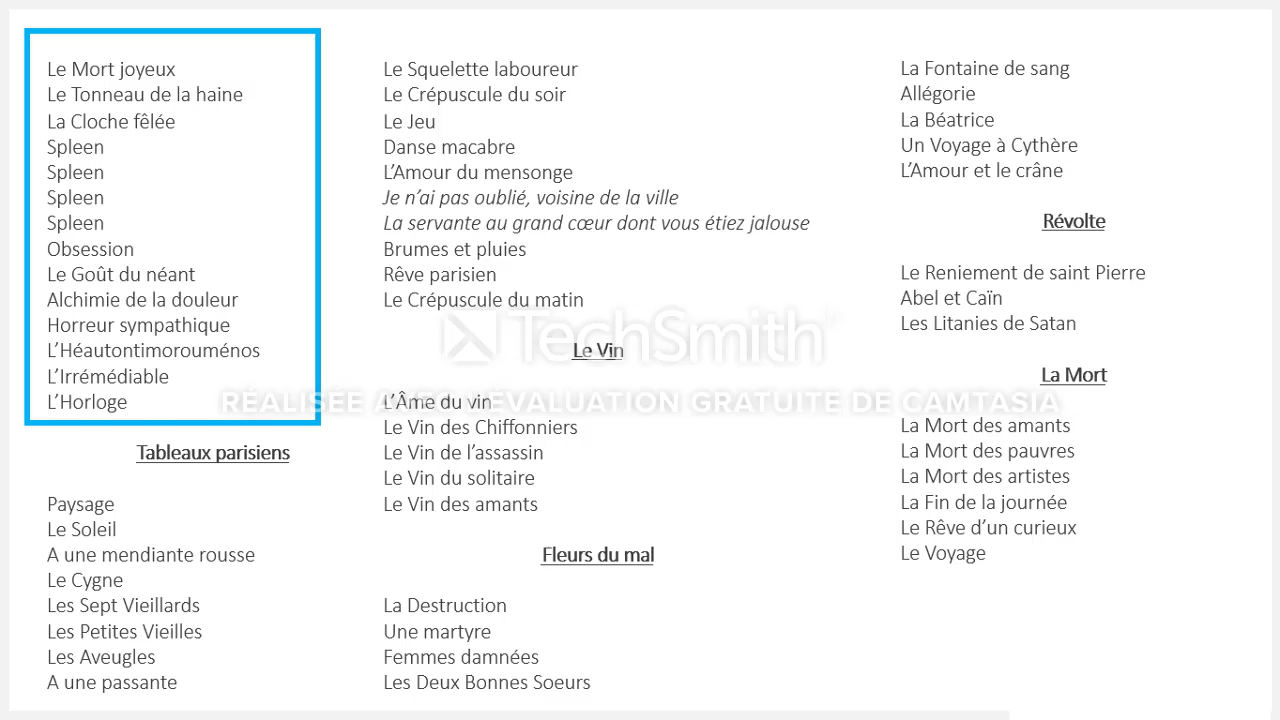 Le Mort joyeux
Le Tonneau de la haine
La Cloche fêlée
Spleen
Spleen
Spleen
Spleen
Obsession
Le Goût du néant
Alchimie de la douleur
Horreur sympathique
L’Héautontimorouménos
L’Irrémédiable
L’Horloge
Tableaux parisiens
Paysage
Le Soleil
A une mendiante rousse
Le Cygne
Les Sept Vieillards
Les Petites Vieilles
Les Aveugles
A une passante
Le Squelette laboureur
Le Crépuscule du soir
Le Jeu
Danse macabre
L’Amour du mensonge
Je n’ai pas oublié, voisine de la ville
La servante au grand cœur dont vous étiez jalouse
Brumes et pluies
Rêve parisien
Le Crépuscule du matin
Le Vin
L’Âme du vin
Le Vin des Chiffonniers
Le Vin de l’assassin
Le Vin du solitaire
Le Vin des amants
Fleurs du mal
La Destruction
Une martyre
Femmes damnées
Les Deux Bonnes Soeurs
La Fontaine de sang
Allégorie
La Béatrice
Un Voyage à Cythère
L’Amour et le crâne
Révolte
Le Reniement de saint Pierre
Abel et Caïn
Les Litanies de Satan
La Mort
La Mort des amants
La Mort des pauvres
La Mort des artistes
La Fin de la journée
Le Rêve d’un curieux
Le Voyage
TechSmith
RÉALISÉE AVEC L'ÉVALUATION GRATUITE DE CAMTASIA